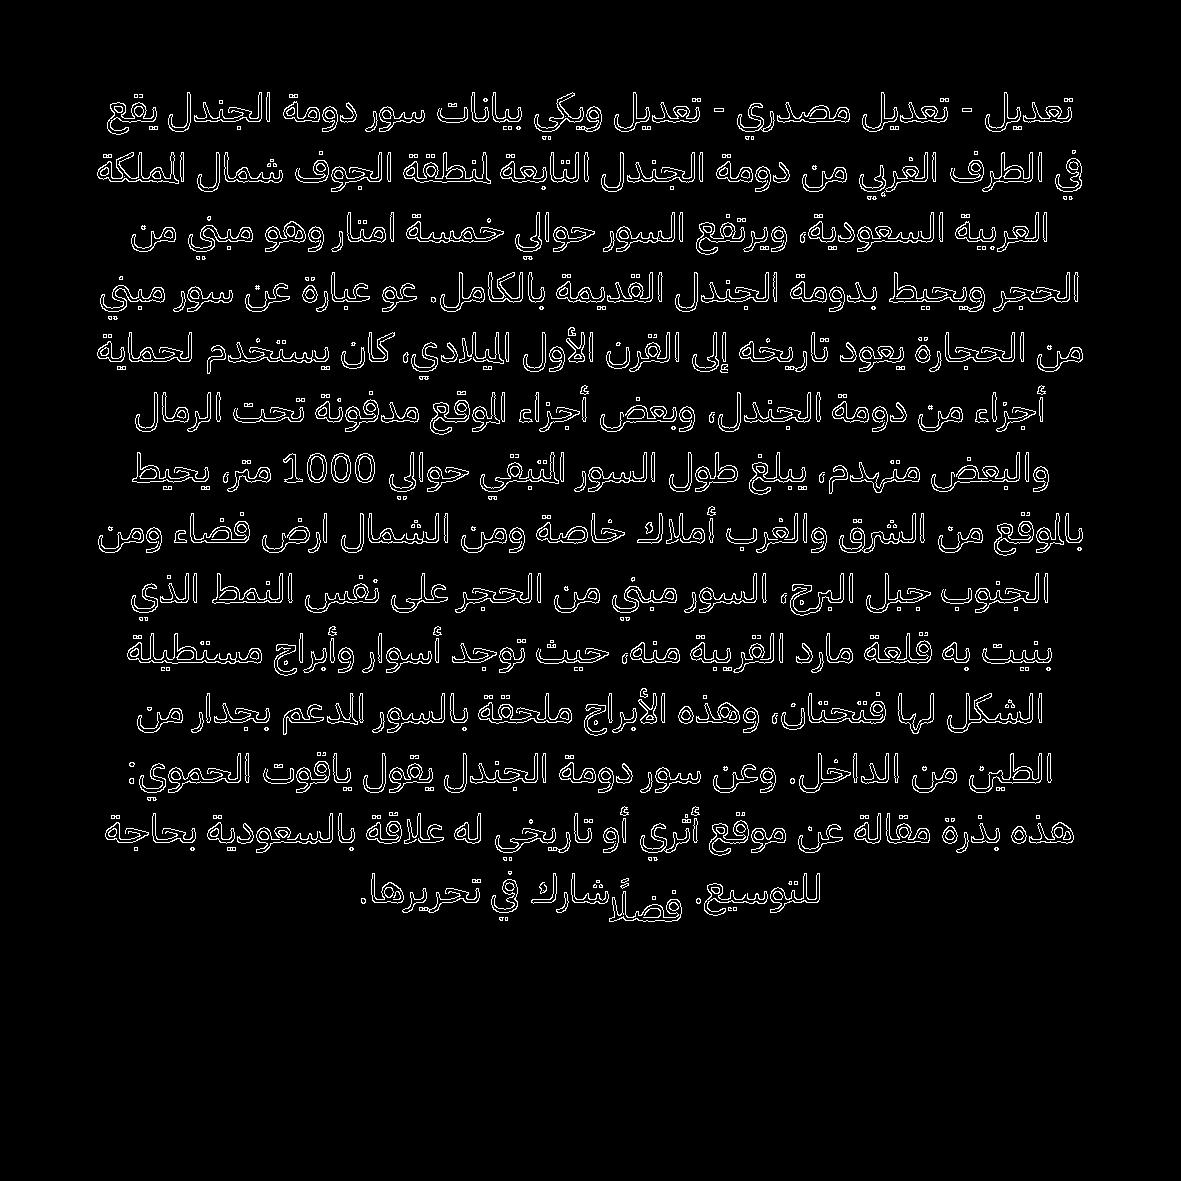 تعديل - تعديل مصدري - تعديل ويكي بيانات سور دومة الجندل يقع
في الطرف الغربي من دومة الجندل التابعة لمنطقة الجوف شمال المملكة
العربية السعودية، ويرتفع السور حوالي خمسة امتار وهو مبني من
الحجر ويحيط بدومة الجندل القديمة بالكامل. عو عبارة عن سور مبني
من الحجارة يعود تاريخه إلى القرن الأول الميلادي، كان يستخدم لحماية
أجزاء من دومة الجندل، وبعض أجزاء الموقع مدفونة تحت الرمال
والبعض متهدم، يبلغ طول السور المتبقي حوالي 1000 متر، يحيط
بالموقع من الشرق والغرب أملاك خاصة ومن الشمال ارض فضاء ومن
الجنوب جبل البرج، السور مبني من الحجر على نفس النمط الذي
بنيت به قلعة مارد القريبة منه، حيث توجد أسوار وأبراج مستطيلة
الشكل لها فتحتان، وهذه الأبراج ملحقة بالسور المدعم بجدار من
الطين من الداخل. وعن سور دومة الجندل يقول ياقوت الحموي:
هذه بذرة مقالة عن موقع أثري أو تاريخي له علاقة بالسعودية بحاجة
للتوسيع. فضلًا شارك في تحريرها.